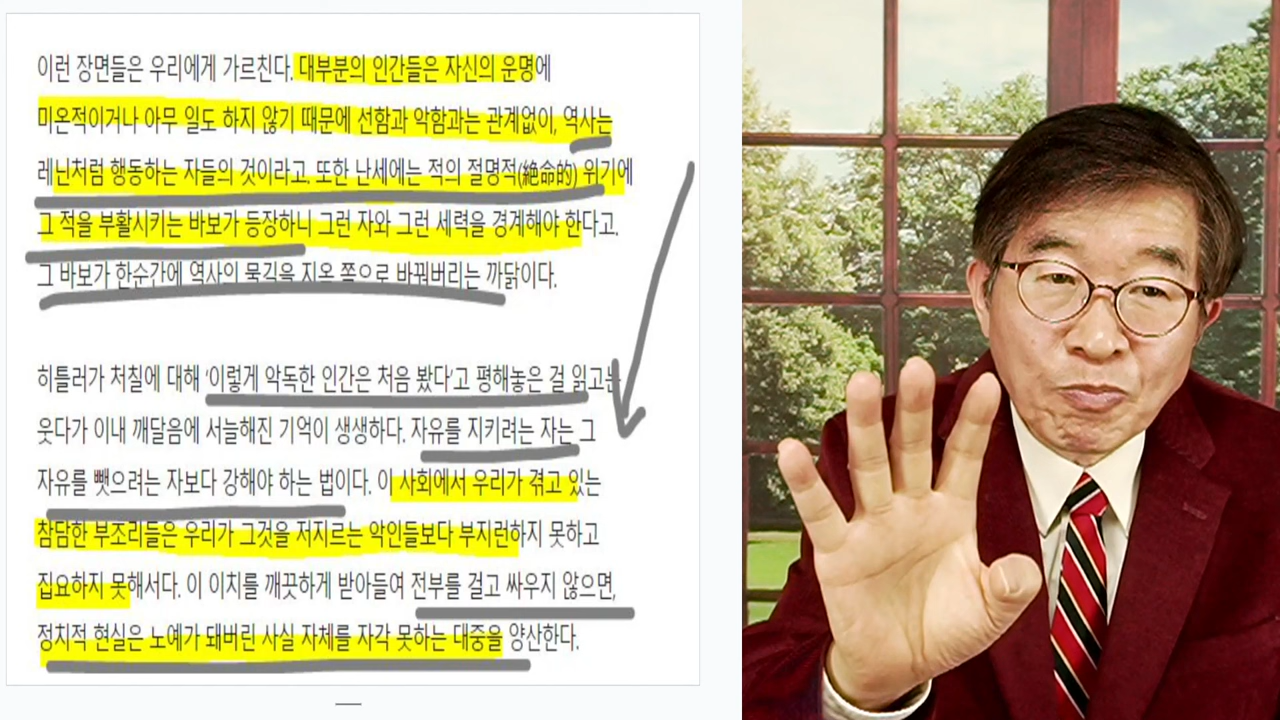 이런 장면들은 우리에게 가르친다. 대부분의 인간들은 자신의 운명에
미온적이거나 아무 일도 하지 않기 때문에 선함과 악함과는 관계없이, 역사는
레닌처럼 행동하는 자들의 것이라고. 또한 난세에는 적의 절명적(絶命的) 위기에
그 적을 부활시키는 바보가 등장하니 그런 자와 그런 세력을 경계해야 한다고.
그 바보가 한순간에 역사의 물길을 지옥 쪽으로 바꿔버리는 까닭이다.
히틀러가 처칠에 대해 '이렇게 악독한 인간은 처음 봤다'고 평해놓은 걸 읽고는
웃다가 이내 깨달음에 서늘해진 기억이 생생하다. 자유를 지키려는 자는 그
자유를 뺏으려는 자보다 강해야 하는 법이다. 이 사회에서 우리가 겪고 있는
참담한 부조리들은 우리가 그것을 저지르는 악인들보다 부지런하지 못하고
집요하지 못해서다. 이 이치를 깨끗하게 받아들여 전부를 걸고 싸우지 않으면,
정치적 현실은 노예가 돼버린 사실 자체를 자각 못하는 대중을 양산한다.